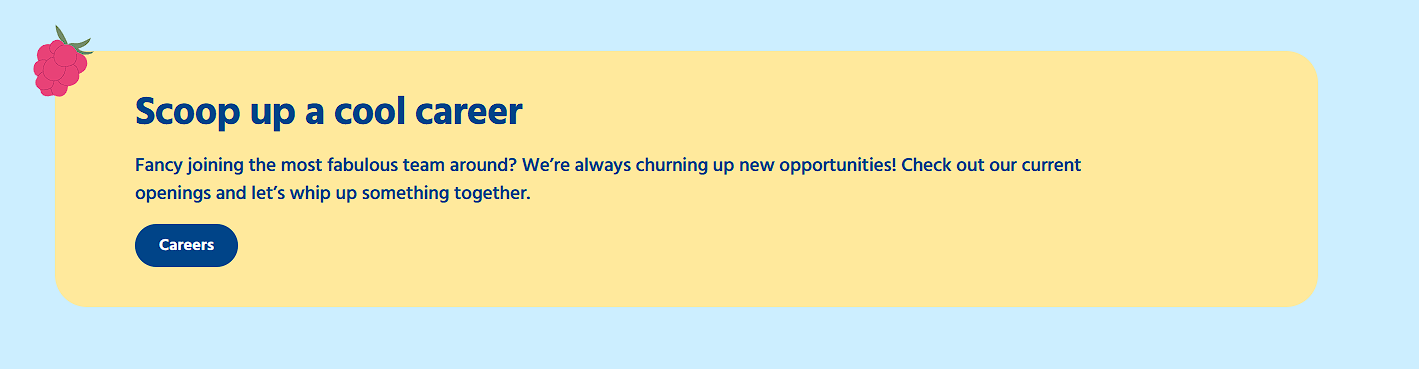 Scoop up a cool career
Fancy joining the most fabulous team around? We’re always churning up new opportunities! Check out our current
openings and let’s whip up something together.
Careers